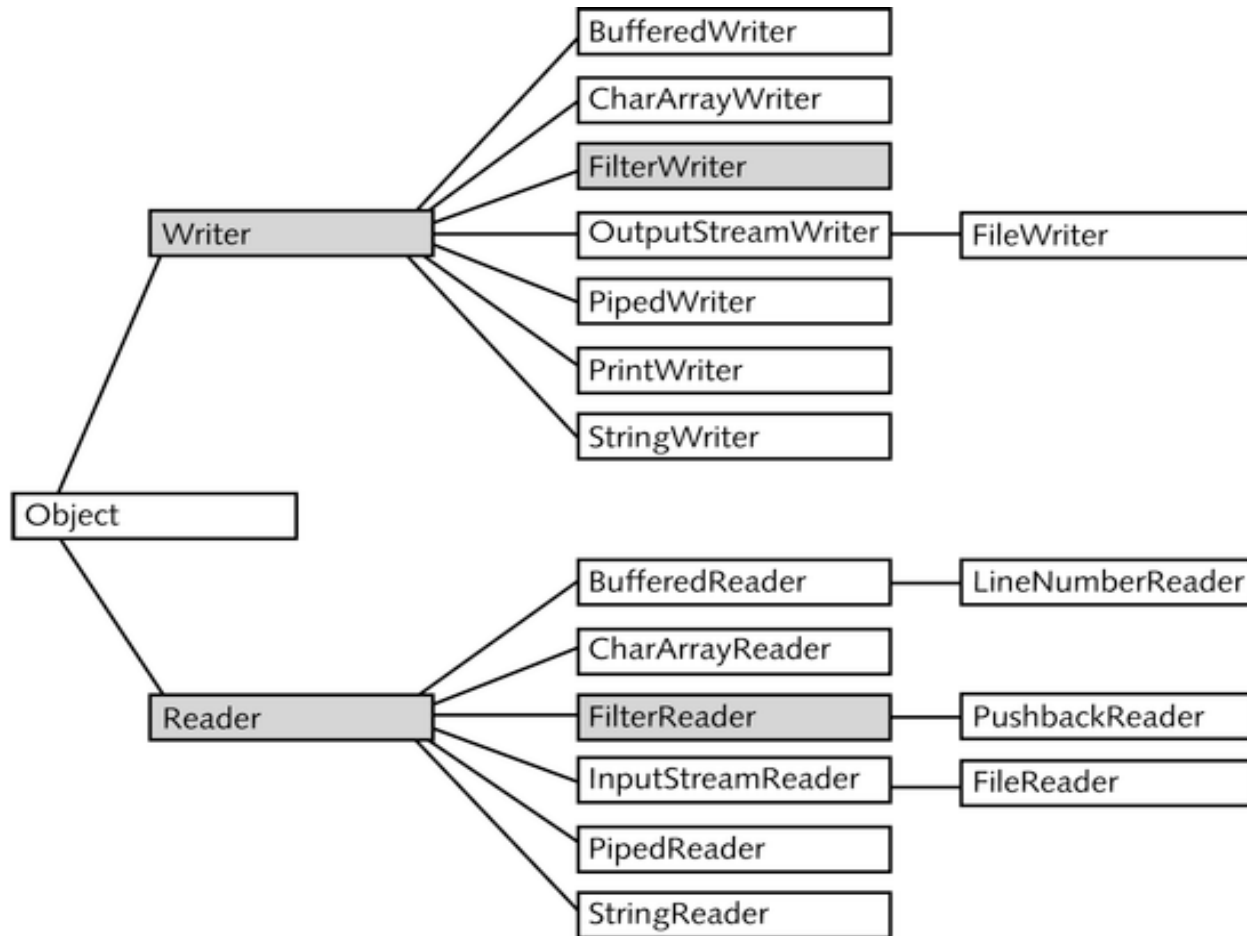 BufferedWriter
CharArrayWriter
FilterWriter
Writer
OutputStreamWriter
FileWriter
PipedWriter
PrintWriter
StringWriter
Object
BufferedReader
LineNumberReader
CharArrayReader
Reader
FilterReader
PushbackReader
InputStreamReader
FileReader
PipedReader
StringReader